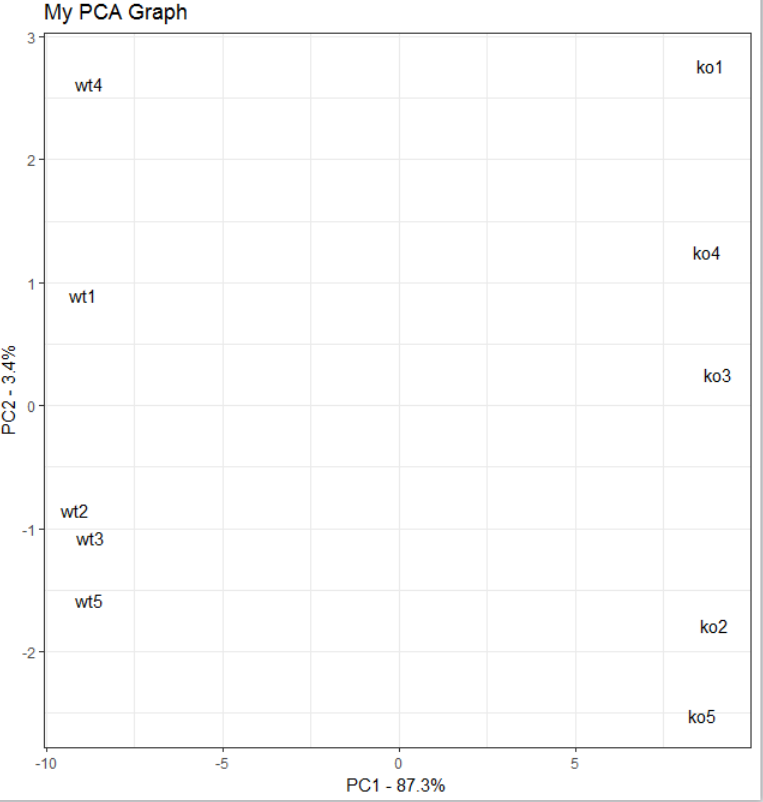 My PCA Graph
3
ko1
wt4
2
ko4
1
wt1
ko3
PC2 - 3.4%
0
wt2
-1
wt3
wt5
ko2
-2
ko5
-10
-5
0
5
PC1 - 87.3%